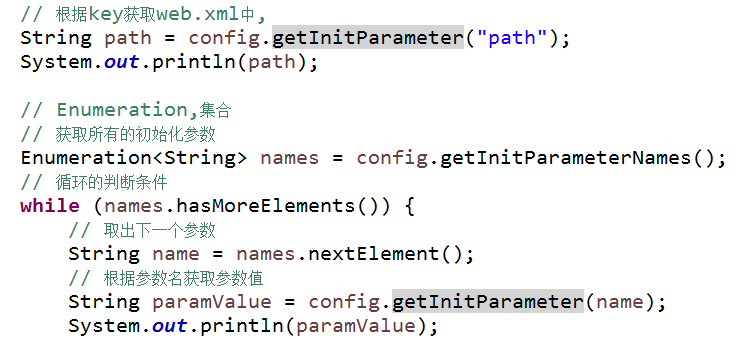 // 根据key获取web.xml中,
String path = config.getInitParameter("path");
System.out.println(path);
// Enumeration,集合
// 获取所有的初始化参数
Enumeration<String> names = config.getInitParameterNames();
// 循环的判断条件
while (names.hasMoreElements()) {
// 取出下一个参数
String name = names.nextElement();
// 根据参数名获取参数值
String paramValue = config.getInitParameter(name);
System.out.println(paramValue);